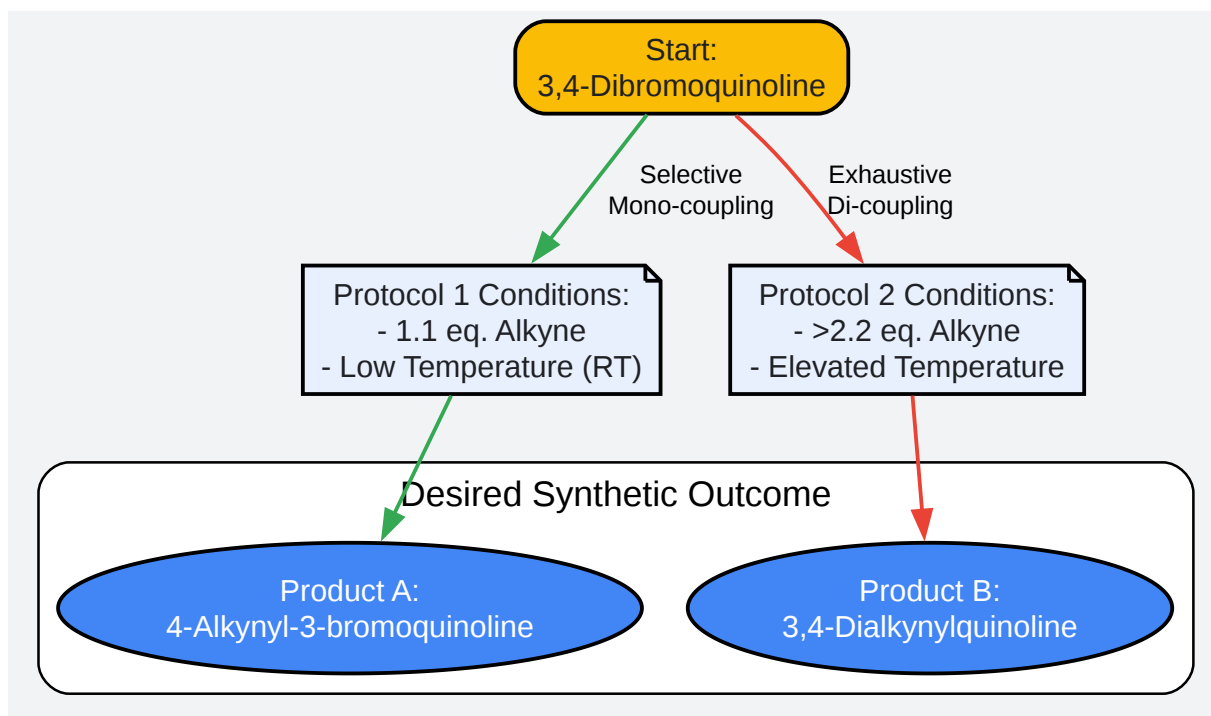 Start:
3,4-Dibromoquinoline
Selective
Mono-coupling
Exhaustive
Di-coupling
Protocol 1 Conditions:
- 1.1 eq. Alkyne
- Low Temperature (RT)
Protocol 2 Conditions:
- >2.2 eq. Alkyne
- Elevated Temperature
Desired Synthetic Outcome
Product A:
4-Alkynyl-3-bromoquinoline
Product B:
3,4-Dialkynylquinoline